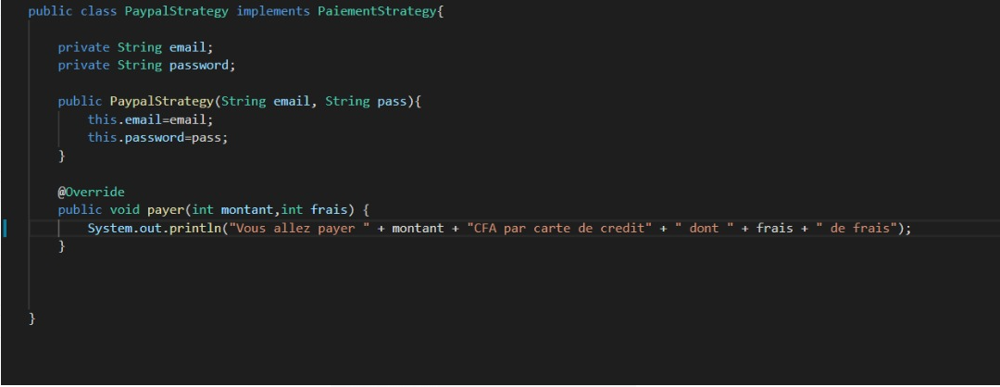 public class PaypalStrategy implements PaiementStrategy{
private String email;
private String password;
public PaypalStrategy(String email, String pass){
this.email=email;
this.password=pass;
}
@Override
public void payer(int montant,int frais) {
System.out.println("Vous allez payer " + montant + "CFA par carte de credit" + " dont " + frais + " de frais");
}
}